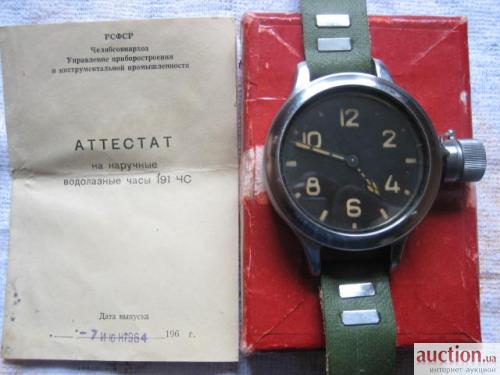 РСФСР
Челябсовнархоз
Управление приборостроения
и инструментальной промышленности
АТТЕСТАТ
на наручные
водолазные часы 191 ЧС
Дата выпуска
-7 ИЮН 1964 196 г.
12
2
4
6
8
10
auction.ua
интернет-аукцион